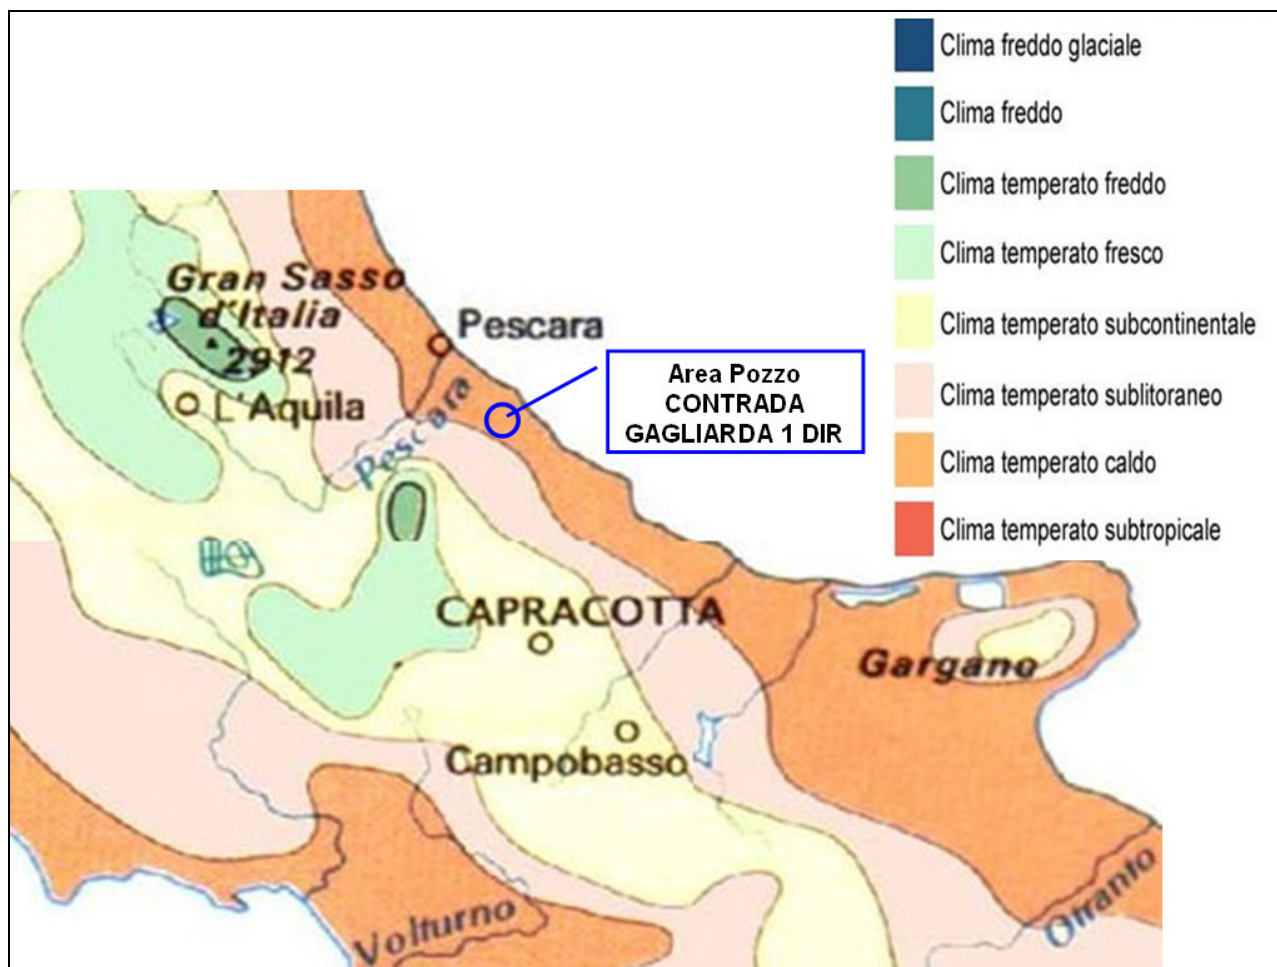 Clima freddo glaciale
Clima freddo
Clima temperato freddo
Clima temperato fresco
Clima temperato subcontinentale
Clima temperato sublitoraneo
Clima temperato caldo
Clima temperato subtropicale
Gran Sasso
d'Italia
2912
L'Aquila
Pescara
Pescara
Area Pozzo
CONTRADA
GAGLIARDA 1 DIR
CAPRACOTTA
Gargano
Campobasso
Volturno
Otranto